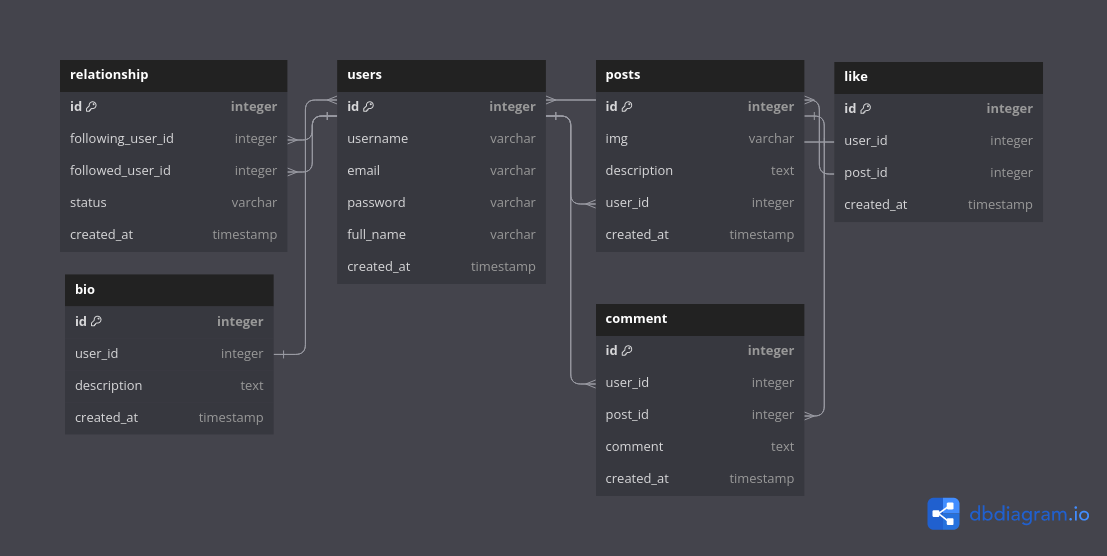 relationship
id integer
following_user_id integer
followed_user_id integer
status varchar
created_at timestamp
users
id integer
username varchar
email varchar
password varchar
full_name varchar
created_at timestamp
posts
id integer
img varchar
description text
user_id integer
created_at timestamp
like
id integer
user_id integer
post_id integer
created_at timestamp
bio
id integer
user_id integer
description text
created_at timestamp
comment
id integer
user_id integer
post_id integer
comment text
created_at timestamp
dbdiagram.io